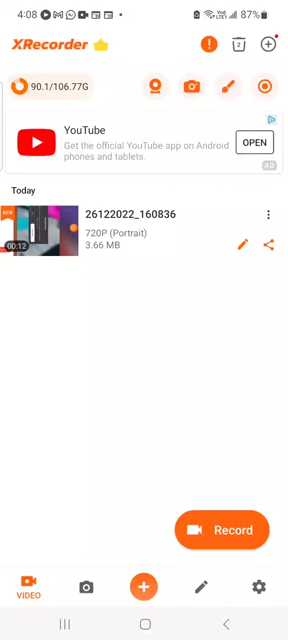 4:08
87%
XRecorder
2
90.1/106.77G
YouTube
Get the official YouTube app on Android
phones and tablets.
OPEN
AD
Today
NEW
00:12
26122022_160836
720P (Portrait)
3.66 MB
Record
VIDEO